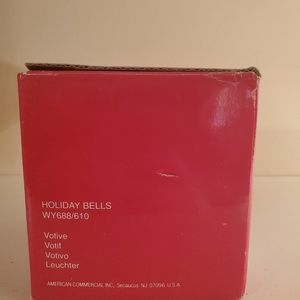 HOLIDAY BELLS
WY688/610
Votive
Votif
Votivo
Leuchter
AMERICAN COMMERCIAL INC, Secaucus NJ 07096 U.S.A